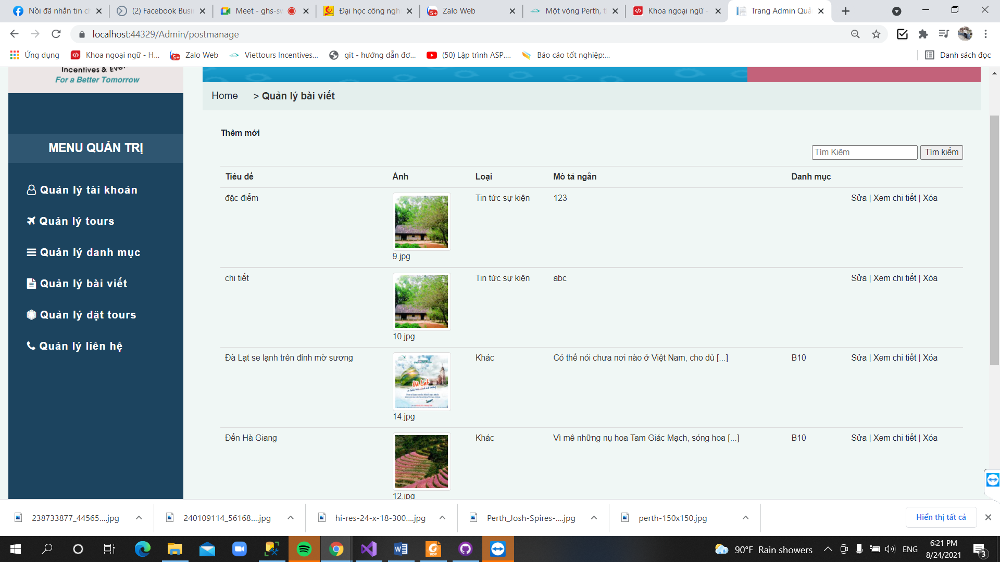 Nồi đã nhắn tin ch
(2) Facebook Busi
Meet - ghs-sw
Đại học công ngh
Zalo Web
Một vòng Perth, t
Khoa ngoại ngữ -
Trang Admin Quả
localhost:44329/Admin/postmanage
Ứng dụng
Khoa ngoại ngữ - H...
Zalo Web
Viettours Incentives...
git - hướng dẫn đơ...
(50) Lập trình ASP....
Báo cáo tốt nghiệp:...
Danh sách đọc
For a Better Tomorrow
Home > Quản lý bài viết
MENU QUẢN TRỊ
Quản lý tài khoản
Quản lý tours
Quản lý danh mục
Quản lý bài viết
Quản lý đặt tours
Quản lý liên hệ
Thêm mới
Tìm Kiếm Tìm kiếm
Tiêu đề Ảnh Loại Mô tả ngắn Danh mục
đặc điểm Tin tức sự kiện 123 Sửa | Xem chi tiết | Xóa
9.jpg
chi tiết Tin tức sự kiện abc Sửa | Xem chi tiết | Xóa
10.jpg
Đà Lạt se lạnh trên đỉnh mờ sương Khác Có thể nói chưa nơi nào ở Việt Nam, cho dù [...] B10 Sửa | Xem chi tiết | Xóa
Đà Lạt
14.jpg
Đến Hà Giang Khác Vì mê những nụ hoa Tam Giác Mạch, sóng hoa [...] B10 Sửa | Xem chi tiết | Xóa
12.jpg
238733877_44565....jpg
240109114_56168....jpg
hi-res-24-x-18-300....jpg
Perth_Josh-Spires-....jpg
perth-150x150.jpg
Hiển thị tất cả
90°F Rain showers
ENG
6:21 PM
8/24/2021
3